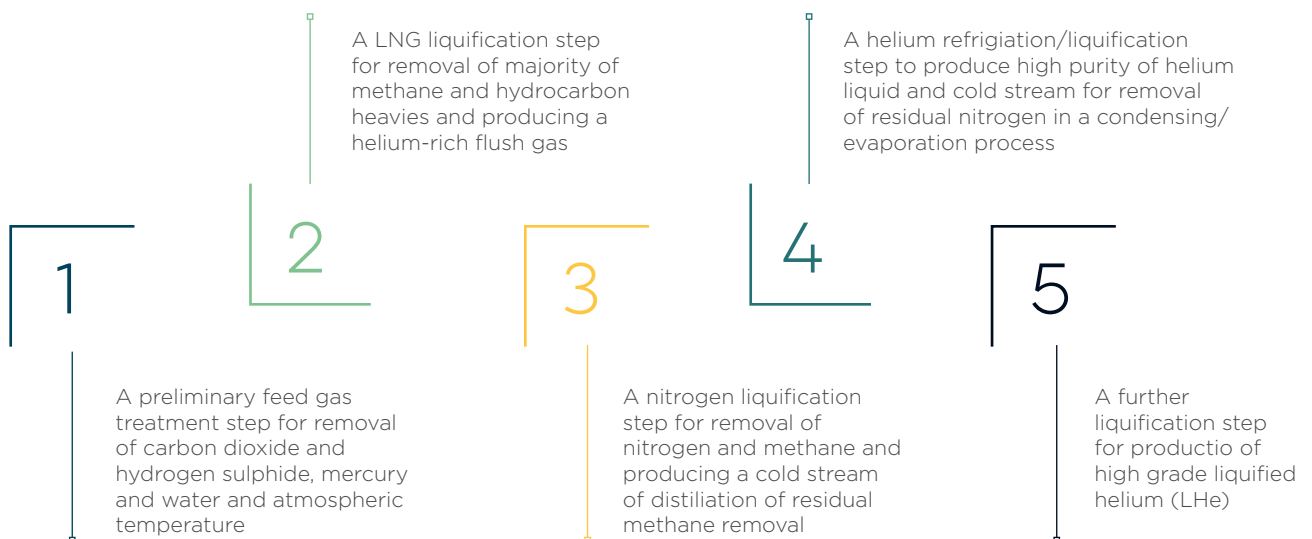 1
A preliminary feed gas
treatment step for removal
of carbon dioxide and
hydrogen sulphide, mercury
and water and atmospheric
temperature
2
A LNG liquification step
for removal of majority of
methane and hydrocarbon
heavies and producing a
helium-rich flush gas
3
A nitrogen liquification
step for removal of
nitrogen and methane and
producing a cold stream
of distiliation of residual
methane removal
4
A helium refrigiation/liquification
step to produce high purity of helium
liquid and cold stream for removal
of residual nitrogen in a condensing/
evaporation process
5
A further
liquification step
for productio of
high grade liquified
helium (LHe)